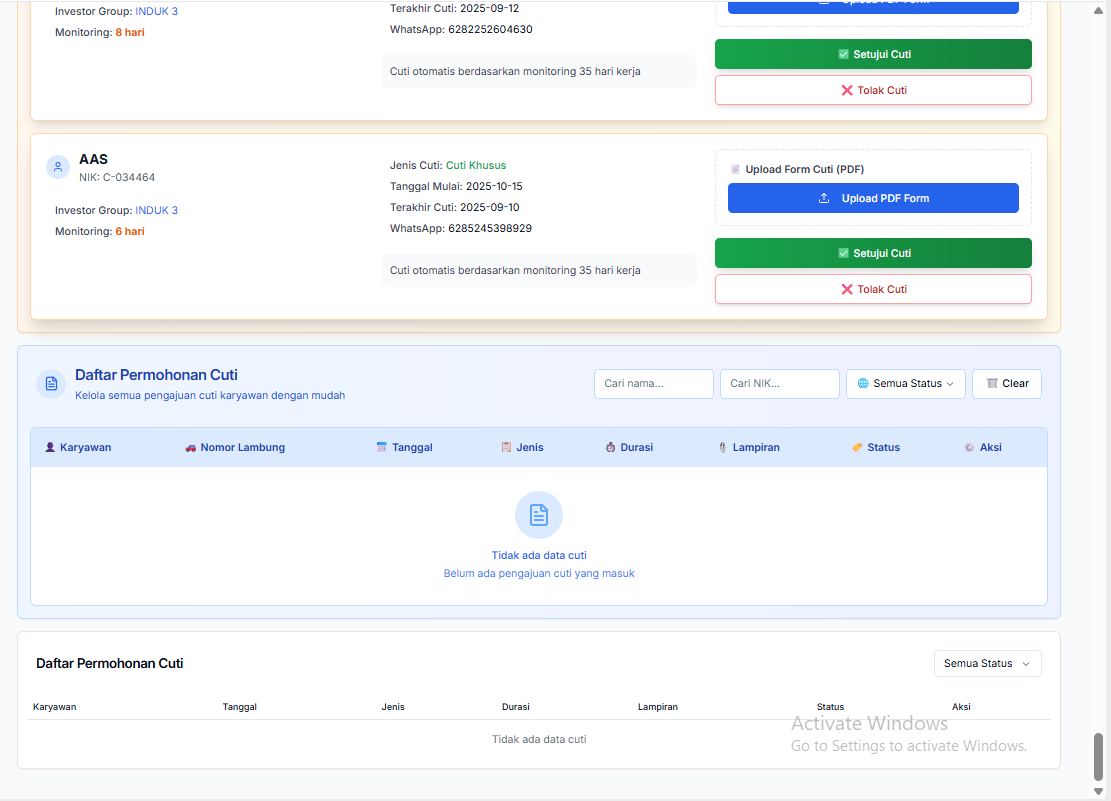 Investor Group: INDUK 3
Monitoring: 8 hari
Terakhir Cuti: 2025-09-12
WhatsApp: 6282252604630
Cuti otomatis berdasarkan monitoring 35 hari kerja
Upload PDF Form
✅ Setujui Cuti
❌ Tolak Cuti
AAS
NIK: C-034464
Investor Group: INDUK 3
Monitoring: 6 hari
Jenis Cuti: Cuti Khusus
Tanggal Mulai: 2025-10-15
Terakhir Cuti: 2025-09-10
WhatsApp: 6285245398929
Cuti otomatis berdasarkan monitoring 35 hari kerja
Upload Form Cuti (PDF)
Upload PDF Form
✅ Setujui Cuti
❌ Tolak Cuti
Daftar Permohonan Cuti
Kelola semua pengajuan cuti karyawan dengan mudah
Cari nama...
Cari NIK...
Semua Status
Clear
Karyawan Nomor Lambung Tanggal Jenis Durasi Lampiran Status Aksi
Tidak ada data cuti
Belum ada pengajuan cuti yang masuk
Daftar Permohonan Cuti
Semua Status
Karyawan Tanggal Jenis Durasi Lampiran Status Aksi
Tidak ada data cuti
Activate Windows
Go to Settings to activate Windows.